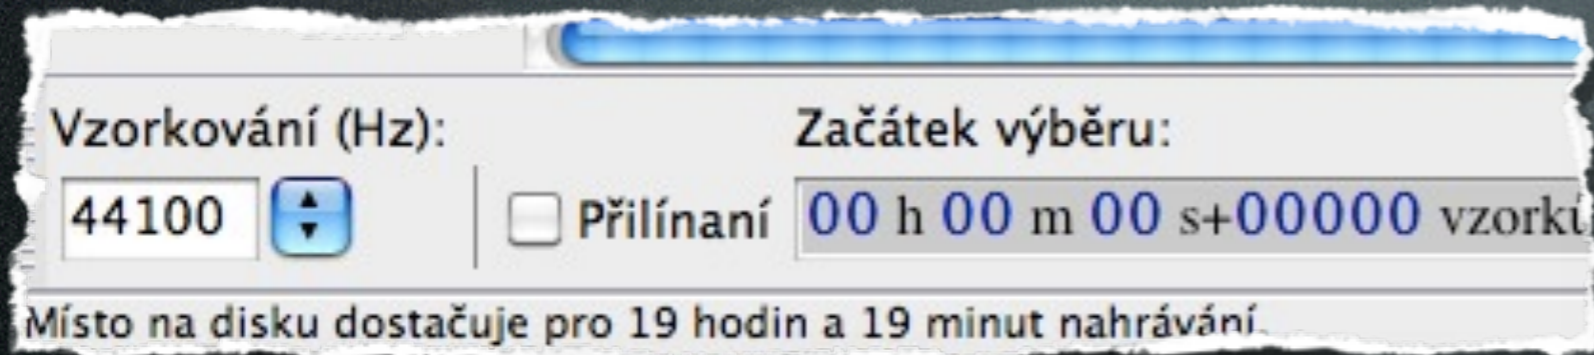 Vzorkování (Hz): Začátek výběru:
44100 Přilínaní 00 h 00 m 00 s+00000
Místo na disku dostačuje pro 19 hodin a 19 minut nahrávání.